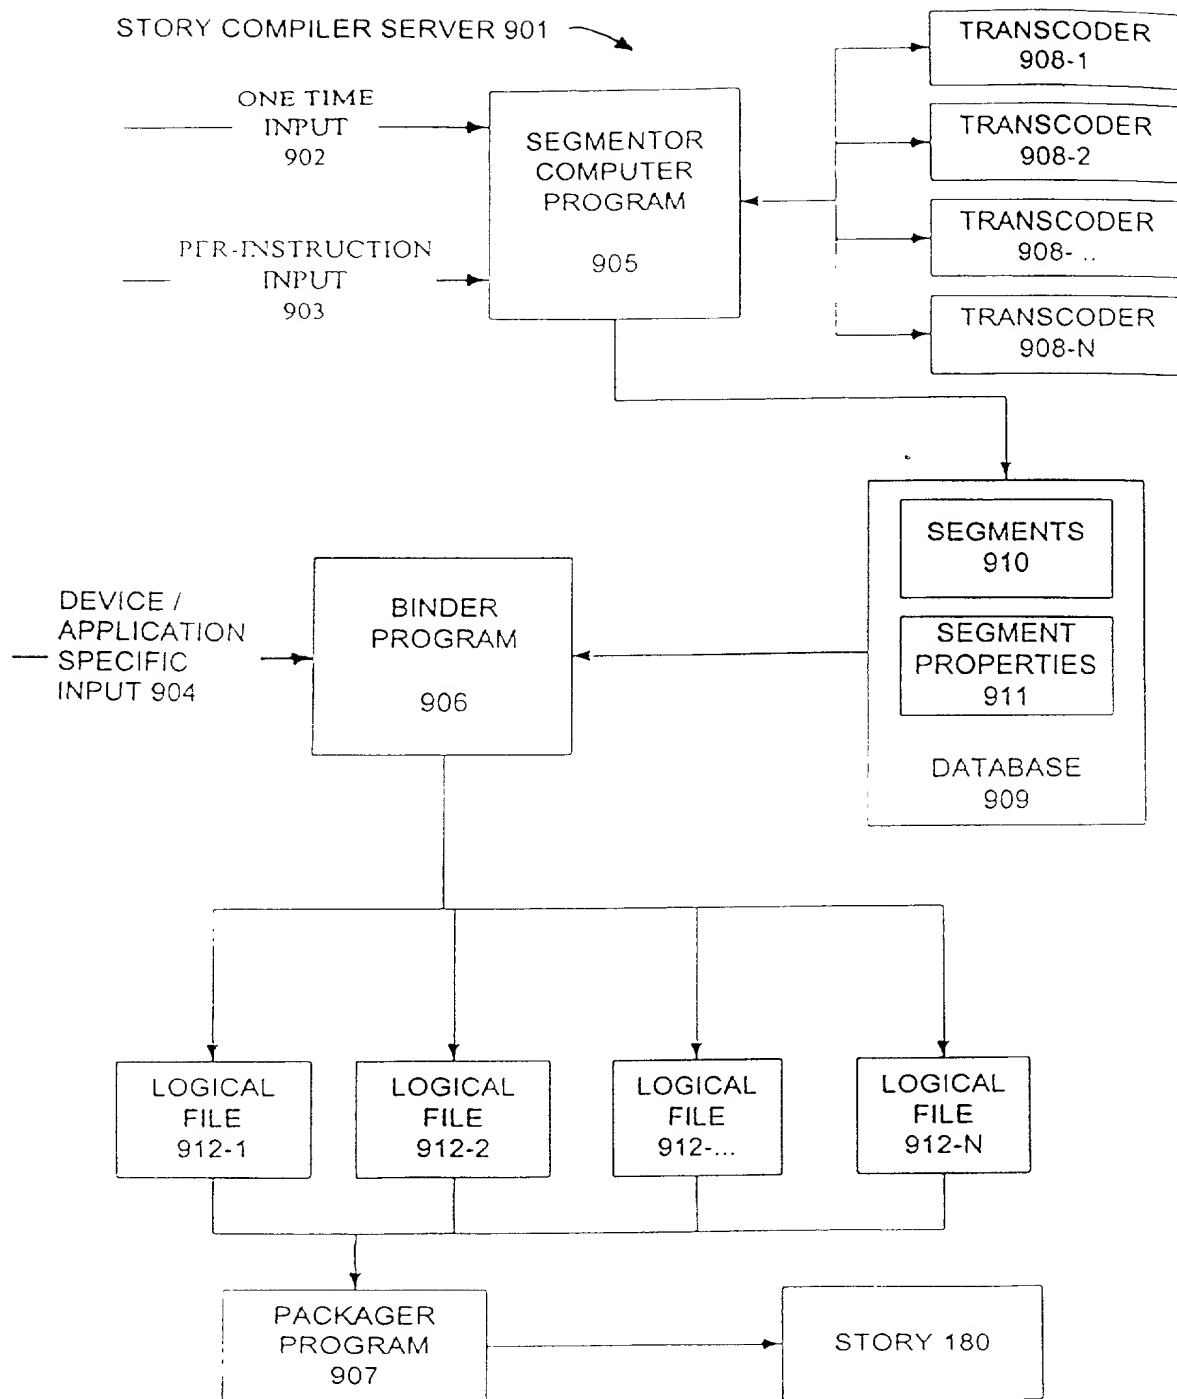 STORY COMPILER SERVER 901
ONE TIME
INPUT
902
PER-INSTRUCTION
INPUT
903
SEGMENTOR
COMPUTER
PROGRAM
905
TRANSCODER
908-1
TRANSCODER
908-2
TRANSCODER
908-...
TRANSCODER
908-N
SEGMENTS
910
SEGMENT
PROPERTIES
911
DATABASE
909
DEVICE /
APPLICATION
SPECIFIC
INPUT 904
BINDER
PROGRAM
906
LOGICAL
FILE
912-1
LOGICAL
FILE
912-2
LOGICAL
FILE
912-...
LOGICAL
FILE
912-N
PACKAGER
PROGRAM
907
STORY 180